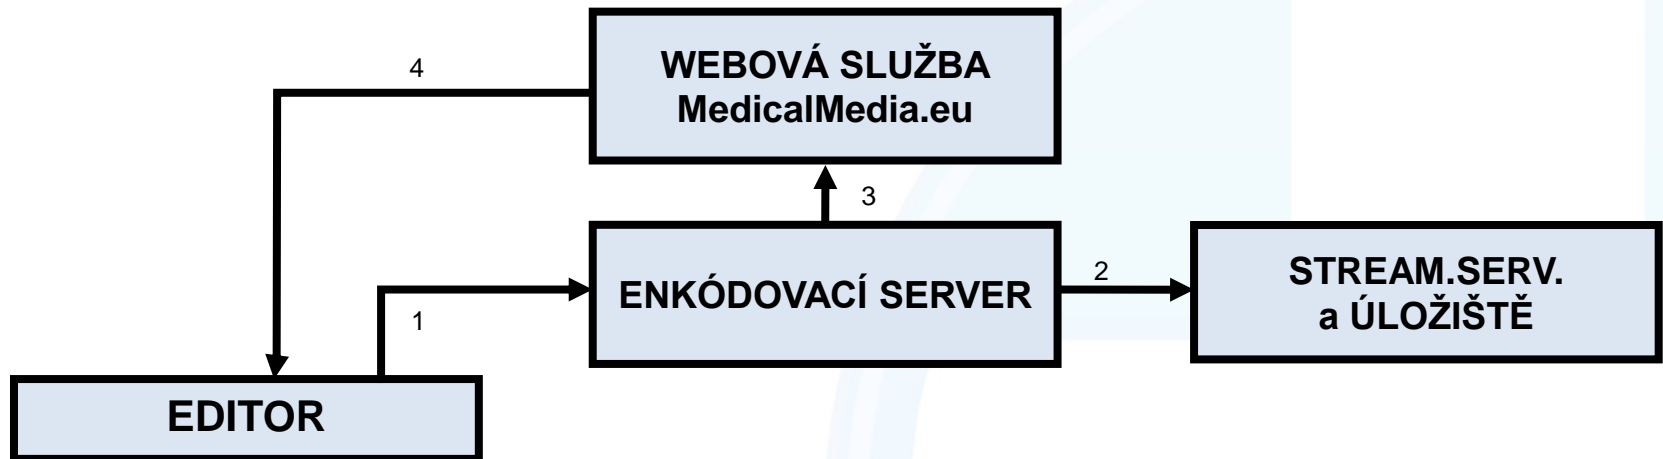 WEBOVÁ SLUŽBA
MedicalMedia.eu
4
3
ENKÓDOVACÍ SERVER
2
STREAM.SERV.
a ÚLOŽIŠTĚ
1
EDITOR